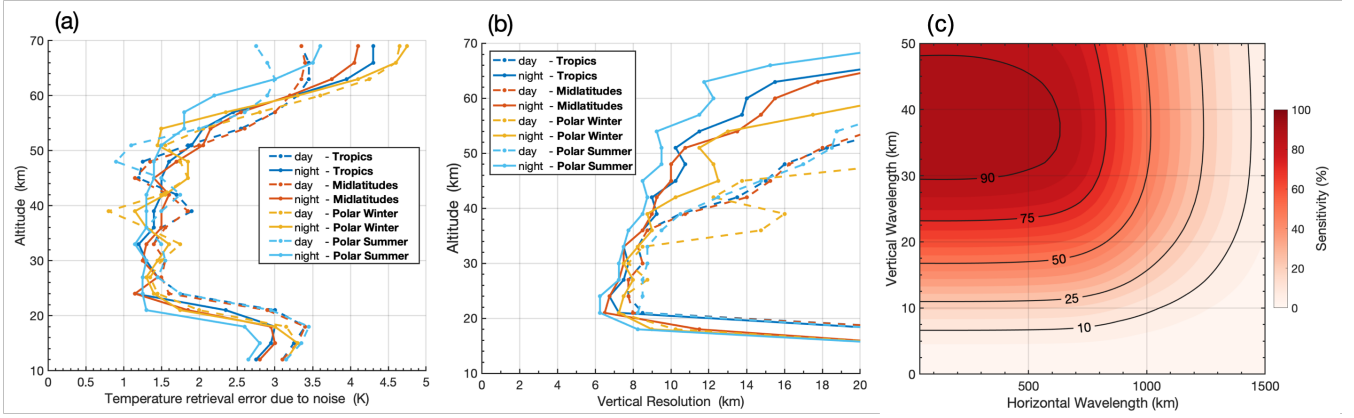 (a)
70
60
50
40
30
20
10
Altitude (km)
0 0.5 1 1.5 2 2.5 3 3.5 4 4.5 5
Temperature retrieval error due to noise (K)
day - Tropics
night - Tropics
day - Midlatitudes
night - Midlatitudes
day - Polar Winter
night - Polar Winter
day - Polar Summer
night - Polar Summer
(b)
70
60
50
40
30
20
10
Altitude (km)
0 2 4 6 8 10 12 14 16 18 20
Vertical Resolution (km)
day - Tropics
night - Tropics
day - Midlatitudes
night - Midlatitudes
day - Polar Winter
night - Polar Winter
day - Polar Summer
night - Polar Summer
(c)
50
40
30
20
10
0
Vertical Wavelength (km)
90
75
50
25
10
500 1000 1500
Horizontal Wavelength (km)
100
80
60
40
20
0
Sensitivity (%)